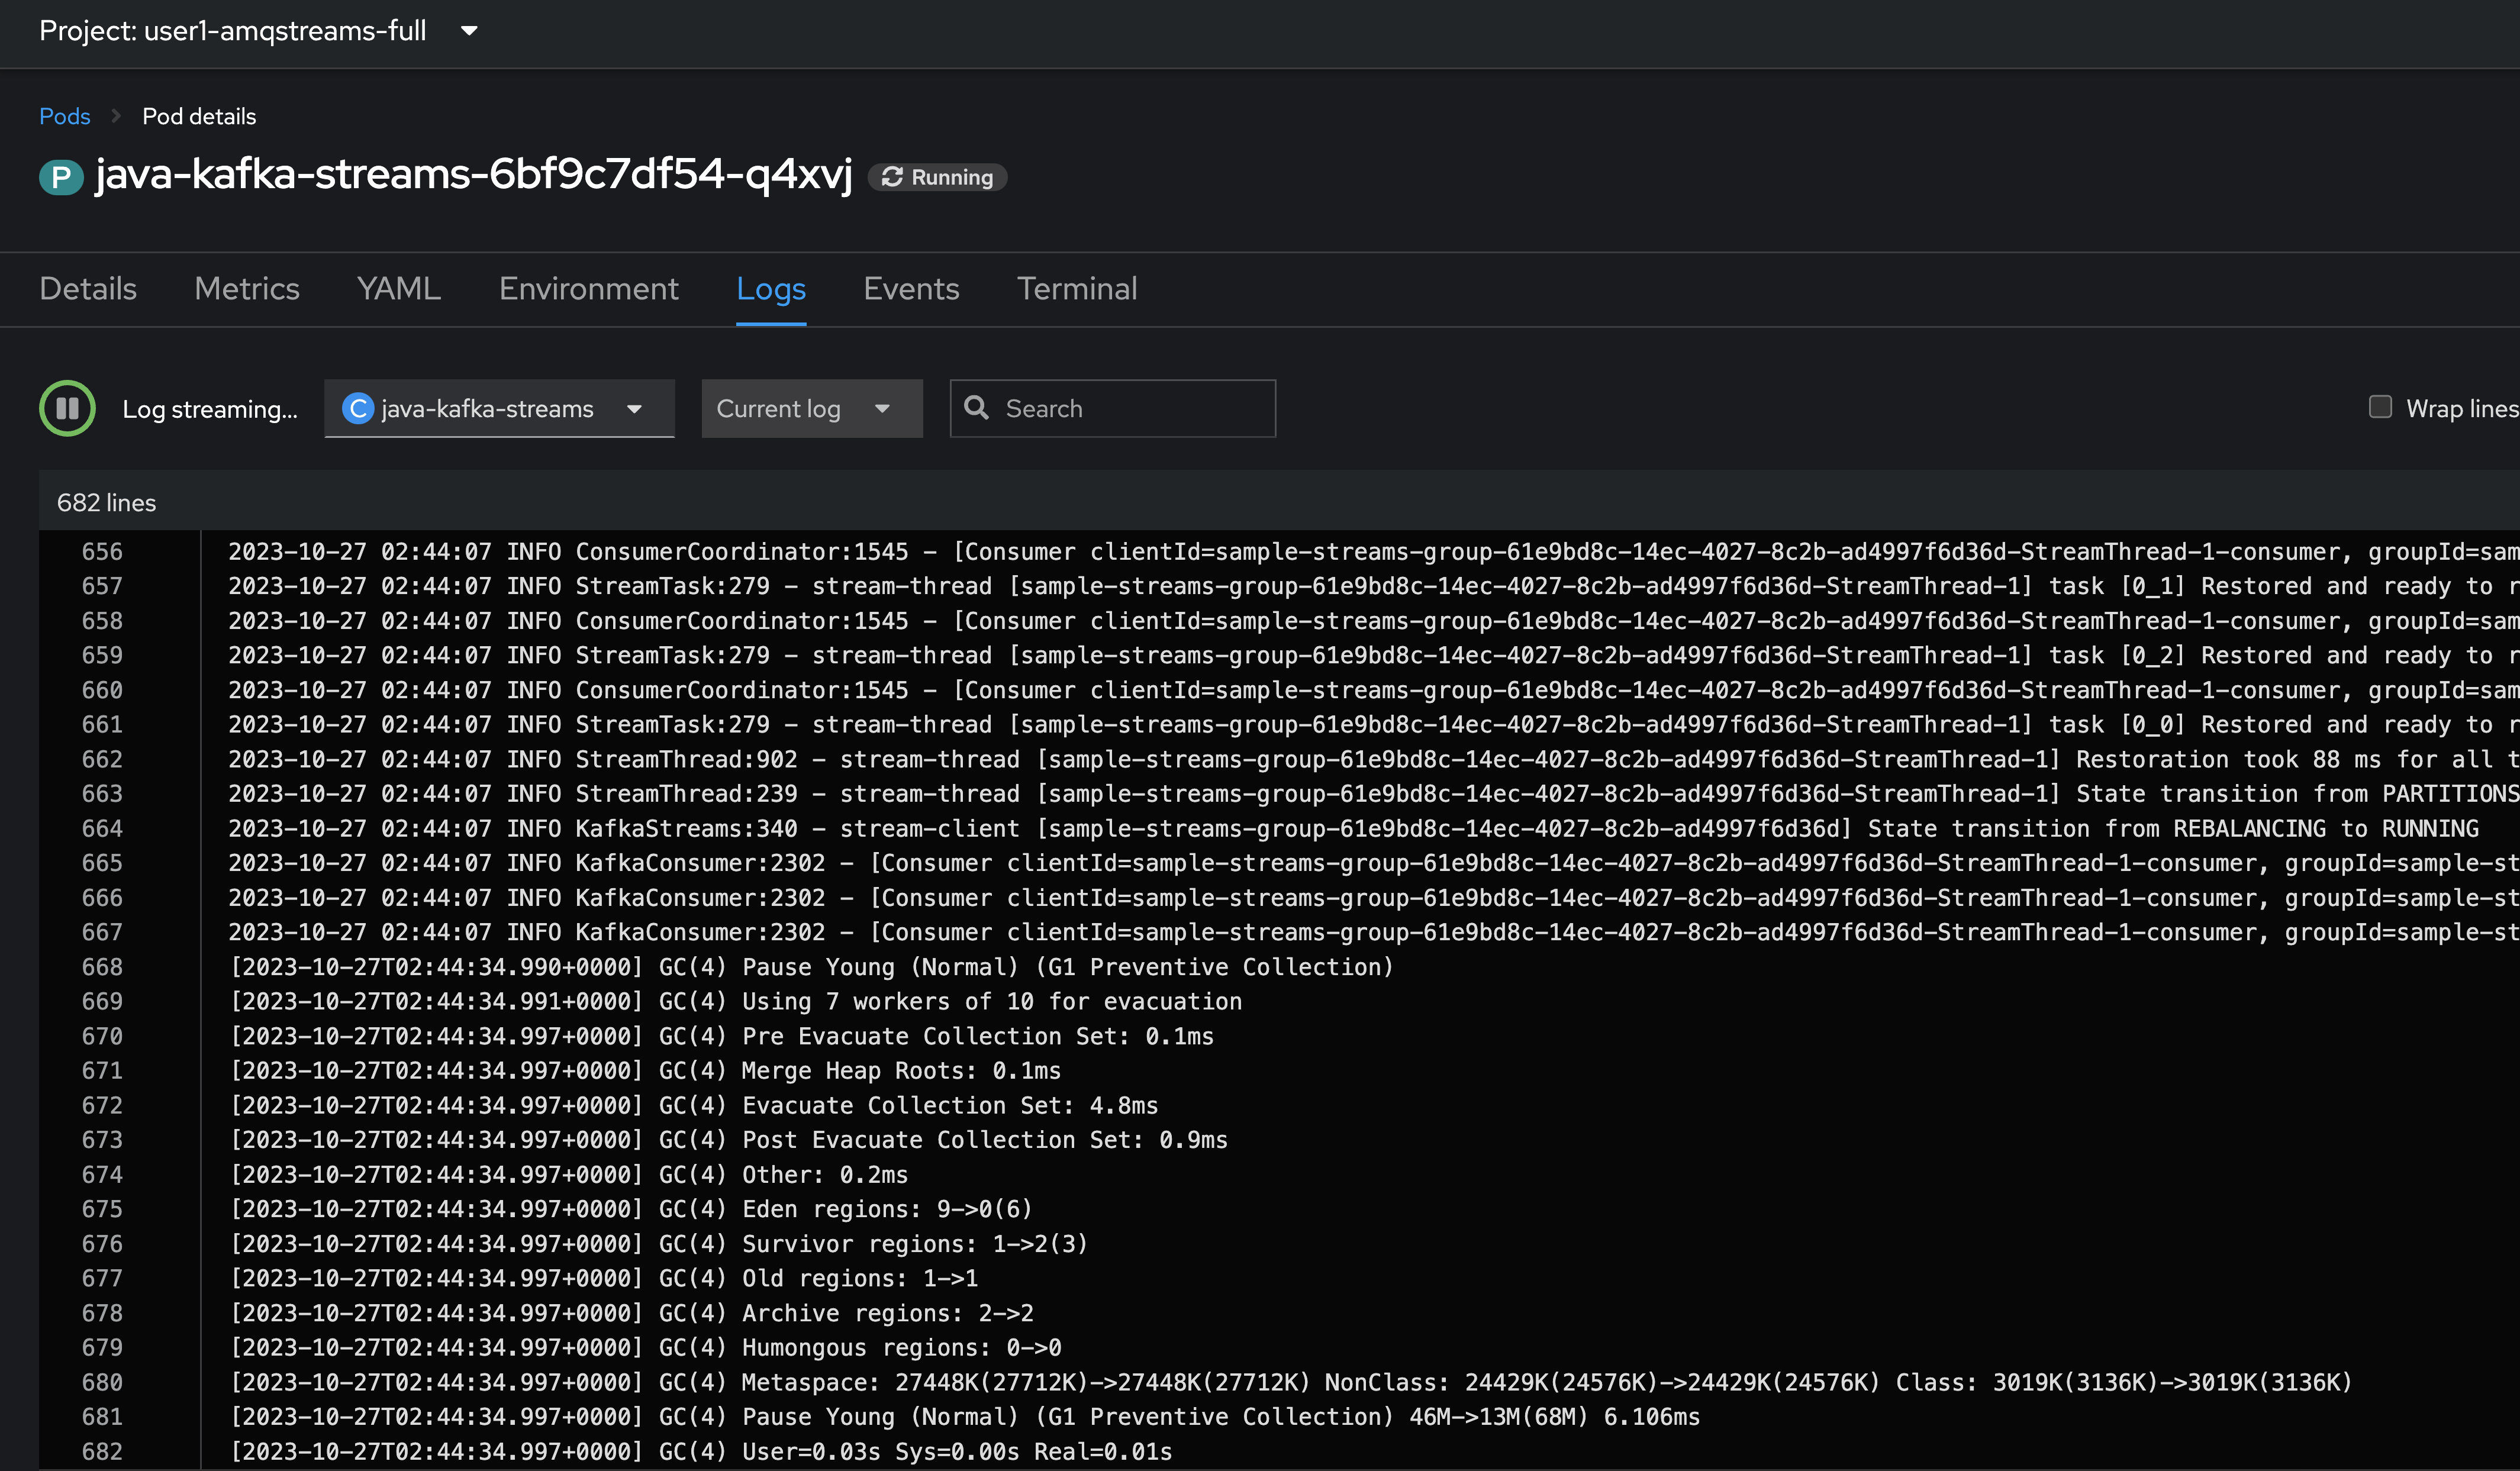 Project: user1-amqstreams-full
Pods Pod details
P java-kafka-streams-6bf9c7df54-q4xvj Running
Details Metrics YAML Environment Logs Events Terminal
Log streaming... C java-kafka-streams Current log Search Wrap lines
682 lines
656 2023-10-27 02:44:07 INFO ConsumerCoordinator:1545 - [Consumer clientId=sample-streams-group-61e9bd8c-14ec-4027-8c2b-ad4997f6d36d-StreamThread-1-consumer, groupId=sam
657 2023-10-27 02:44:07 INFO StreamTask:279 - stream-thread [sample-streams-group-61e9bd8c-14ec-4027-8c2b-ad4997f6d36d-StreamThread-1] task [0_1] Restored and ready to r
658 2023-10-27 02:44:07 INFO ConsumerCoordinator:1545 - [Consumer clientId=sample-streams-group-61e9bd8c-14ec-4027-8c2b-ad4997f6d36d-StreamThread-1-consumer, groupId=sam
659 2023-10-27 02:44:07 INFO StreamTask:279 - stream-thread [sample-streams-group-61e9bd8c-14ec-4027-8c2b-ad4997f6d36d-StreamThread-1] task [0_2] Restored and ready to r
660 2023-10-27 02:44:07 INFO ConsumerCoordinator:1545 - [Consumer clientId=sample-streams-group-61e9bd8c-14ec-4027-8c2b-ad4997f6d36d-StreamThread-1-consumer, groupId=sam
661 2023-10-27 02:44:07 INFO StreamTask:279 - stream-thread [sample-streams-group-61e9bd8c-14ec-4027-8c2b-ad4997f6d36d-StreamThread-1] task [0_0] Restored and ready to r
662 2023-10-27 02:44:07 INFO StreamThread:902 - stream-thread [sample-streams-group-61e9bd8c-14ec-4027-8c2b-ad4997f6d36d-StreamThread-1] Restoration took 88 ms for all t
663 2023-10-27 02:44:07 INFO StreamThread:239 - stream-thread [sample-streams-group-61e9bd8c-14ec-4027-8c2b-ad4997f6d36d-StreamThread-1] State transition from PARTITIONS
664 2023-10-27 02:44:07 INFO KafkaStreams:340 - stream-client [sample-streams-group-61e9bd8c-14ec-4027-8c2b-ad4997f6d36d] State transition from REBALANCING to RUNNING
665 2023-10-27 02:44:07 INFO KafkaConsumer:2302 - [Consumer clientId=sample-streams-group-61e9bd8c-14ec-4027-8c2b-ad4997f6d36d-StreamThread-1-consumer, groupId=sample-st
666 2023-10-27 02:44:07 INFO KafkaConsumer:2302 - [Consumer clientId=sample-streams-group-61e9bd8c-14ec-4027-8c2b-ad4997f6d36d-StreamThread-1-consumer, groupId=sample-st
667 2023-10-27 02:44:07 INFO KafkaConsumer:2302 - [Consumer clientId=sample-streams-group-61e9bd8c-14ec-4027-8c2b-ad4997f6d36d-StreamThread-1-consumer, groupId=sample-st
668 [2023-10-27T02:44:34.990+0000] GC(4) Pause Young (Normal) (G1 Preventive Collection)
669 [2023-10-27T02:44:34.991+0000] GC(4) Using 7 workers of 10 for evacuation
670 [2023-10-27T02:44:34.997+0000] GC(4) Pre Evacuate Collection Set: 0.1ms
671 [2023-10-27T02:44:34.997+0000] GC(4) Merge Heap Roots: 0.1ms
672 [2023-10-27T02:44:34.997+0000] GC(4) Evacuate Collection Set: 4.8ms
673 [2023-10-27T02:44:34.997+0000] GC(4) Post Evacuate Collection Set: 0.9ms
674 [2023-10-27T02:44:34.997+0000] GC(4) Other: 0.2ms
675 [2023-10-27T02:44:34.997+0000] GC(4) Eden regions: 9->0(6)
676 [2023-10-27T02:44:34.997+0000] GC(4) Survivor regions: 1->2(3)
677 [2023-10-27T02:44:34.997+0000] GC(4) Old regions: 1->1
678 [2023-10-27T02:44:34.997+0000] GC(4) Archive regions: 2->2
679 [2023-10-27T02:44:34.997+0000] GC(4) Humongous regions: 0->0
680 [2023-10-27T02:44:34.997+0000] GC(4) Metaspace: 27448K(27712K)->27448K(27712K) NonClass: 24429K(24576K)->24429K(24576K) Class: 3019K(3136K)->3019K(3136K)
681 [2023-10-27T02:44:34.997+0000] GC(4) Pause Young (Normal) (G1 Preventive Collection) 46M->13M(68M) 6.106ms
682 [2023-10-27T02:44:34.997+0000] GC(4) User=0.03s Sys=0.00s Real=0.01s